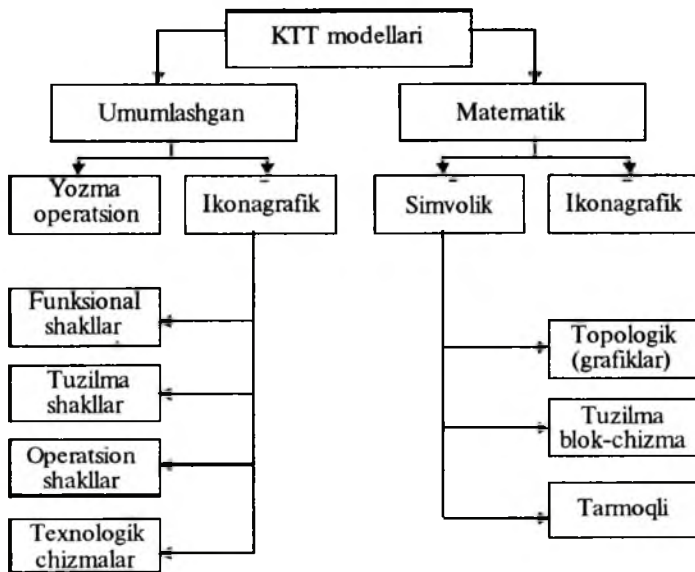 KTT modellari
Umumlashgan
Matematik
Yozma
operatsion
Ikonagrafik
Simvolik
Ikonagrafik
Funksional
shakllar
Tuzilma
shakllar
Operatsion
shakllar
Texnologik
chizmalar
Topologik
(grafiklar)
Tuzilma
blok-chizma
Tarmoqli